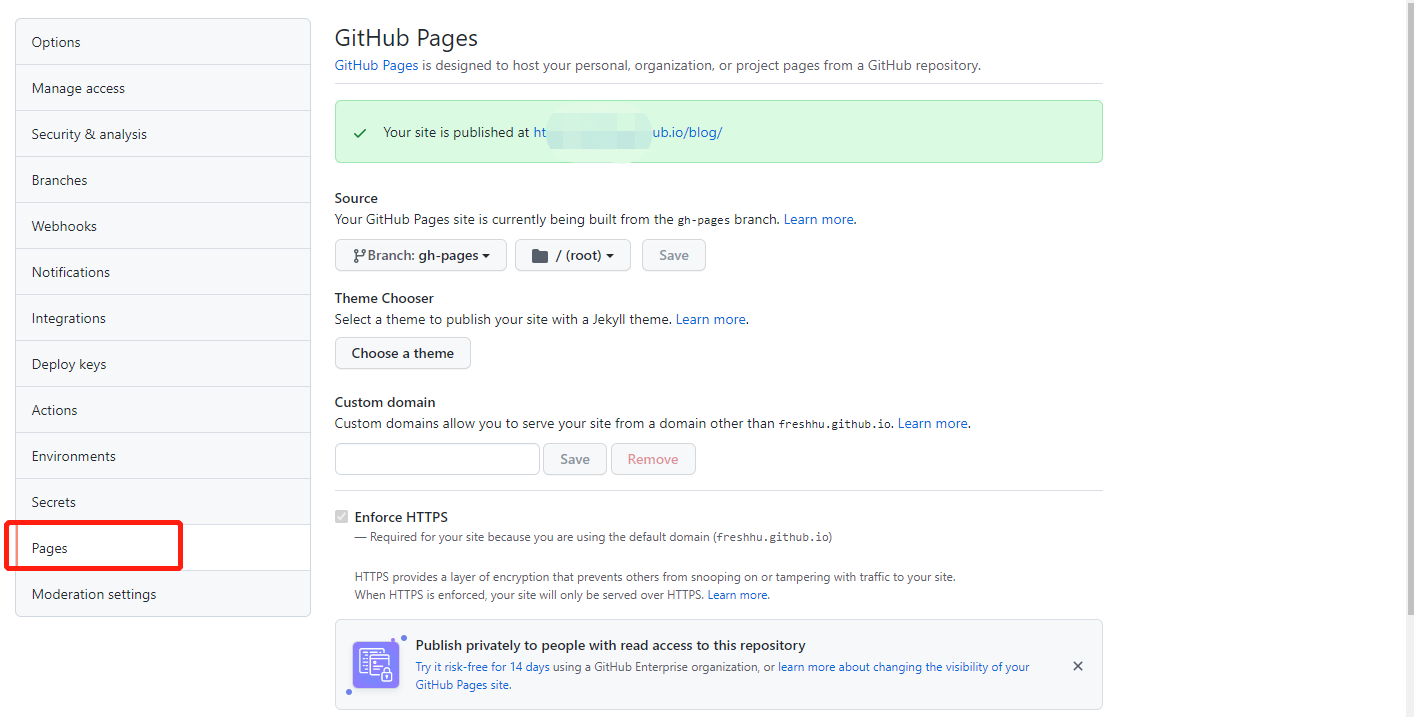 Options
Manage access
Security & analysis
Branches
Webhooks
Notifications
Integrations
Deploy keys
Actions
Environments
Secrets
Pages
Moderation settings
GitHub Pages
GitHub Pages is designed to host your personal, organization, or project pages from a GitHub repository.
Your site is published at ht ub.io/blog/
Source
Your GitHub Pages site is currently being built from the gh-pages branch. Learn more.
Branch: gh-pages / (root) Save
Theme Chooser
Select a theme to publish your site with a Jekyll theme. Learn more.
Choose a theme
Custom domain
Custom domains allow you to serve your site from a domain other than freshhu.github.io. Learn more.
Save Remove
Enforce HTTPS
— Required for your site because you are using the default domain (freshhu.github.io)
HTTPS provides a layer of encryption that prevents others from snooping on or tampering with traffic to your site.
When HTTPS is enforced, your site will only be served over HTTPS. Learn more.
Publish privately to people with read access to this repository
Try it risk-free for 14 days using a GitHub Enterprise organization, or learn more about changing the visibility of your
GitHub Pages site.